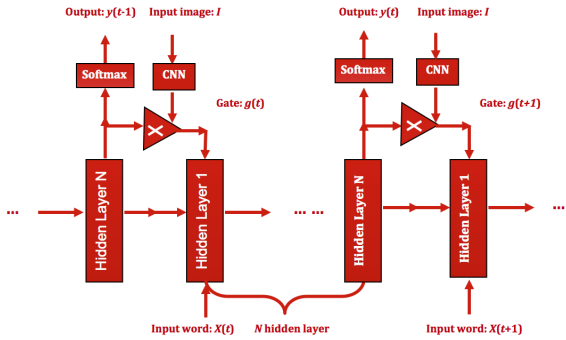 Output: y(t-1)
Input image: I
Output: y(t)
Input image: I
Softmax
CNN
Softmax
CNN
Gate: g(t)
Gate: g(t+1)
X
X
Hidden Layer N
Hidden Layer 1
Hidden Layer N
Hidden Layer 1
...
... ...
...
Input word: X(t)
N hidden layer
Input word: X(t+1)